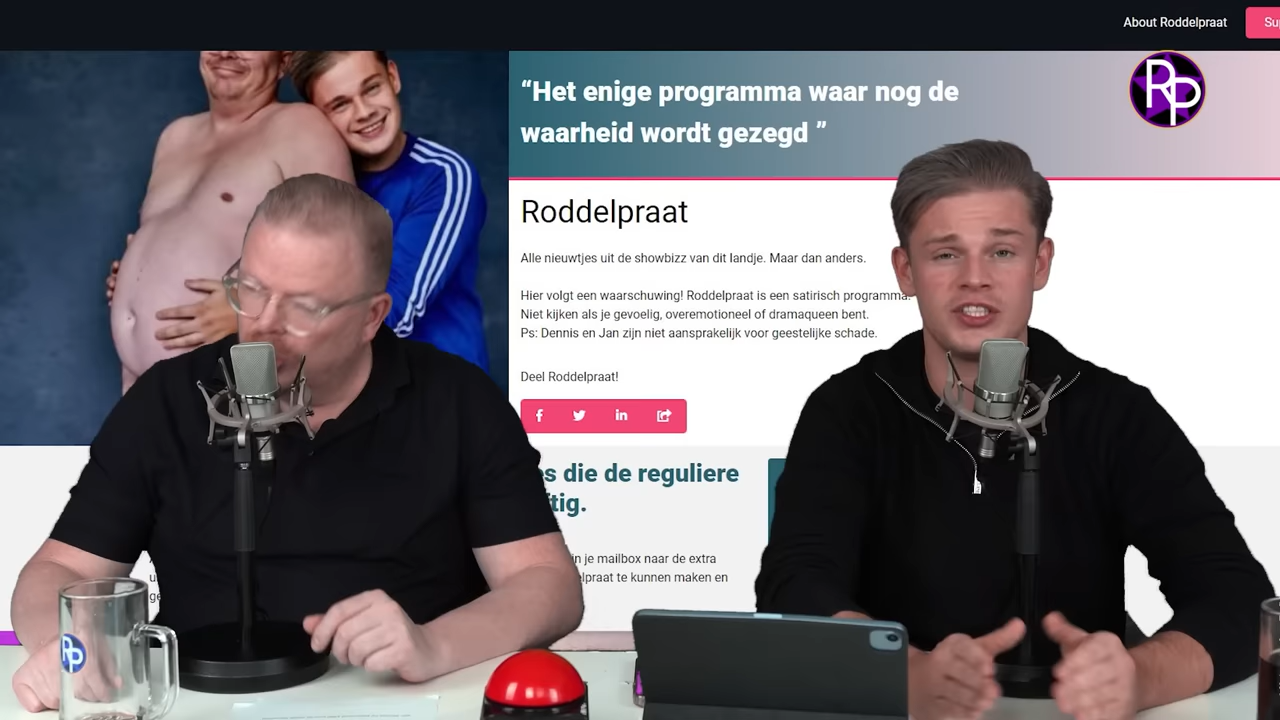 About Roddelpraat
“Het enige programma waar nog de
waarheid wordt gezegd ”
RP
Roddelpraat
Alle nieuwtjes uit de showbizz van dit landje. Maar dan anders.
Hier volgt een waarschuwing! Roddelpraat is een satirisch programma.
Niet kijken als je gevoelig, overemotioneel of dramaqueen bent.
Ps: Dennis en Jan zijn niet aansprakelijk voor geestelijke schade.
Deel Roddelpraat!
die de reguliere
je mailbox naar de extra
te kunnen maken en
RP